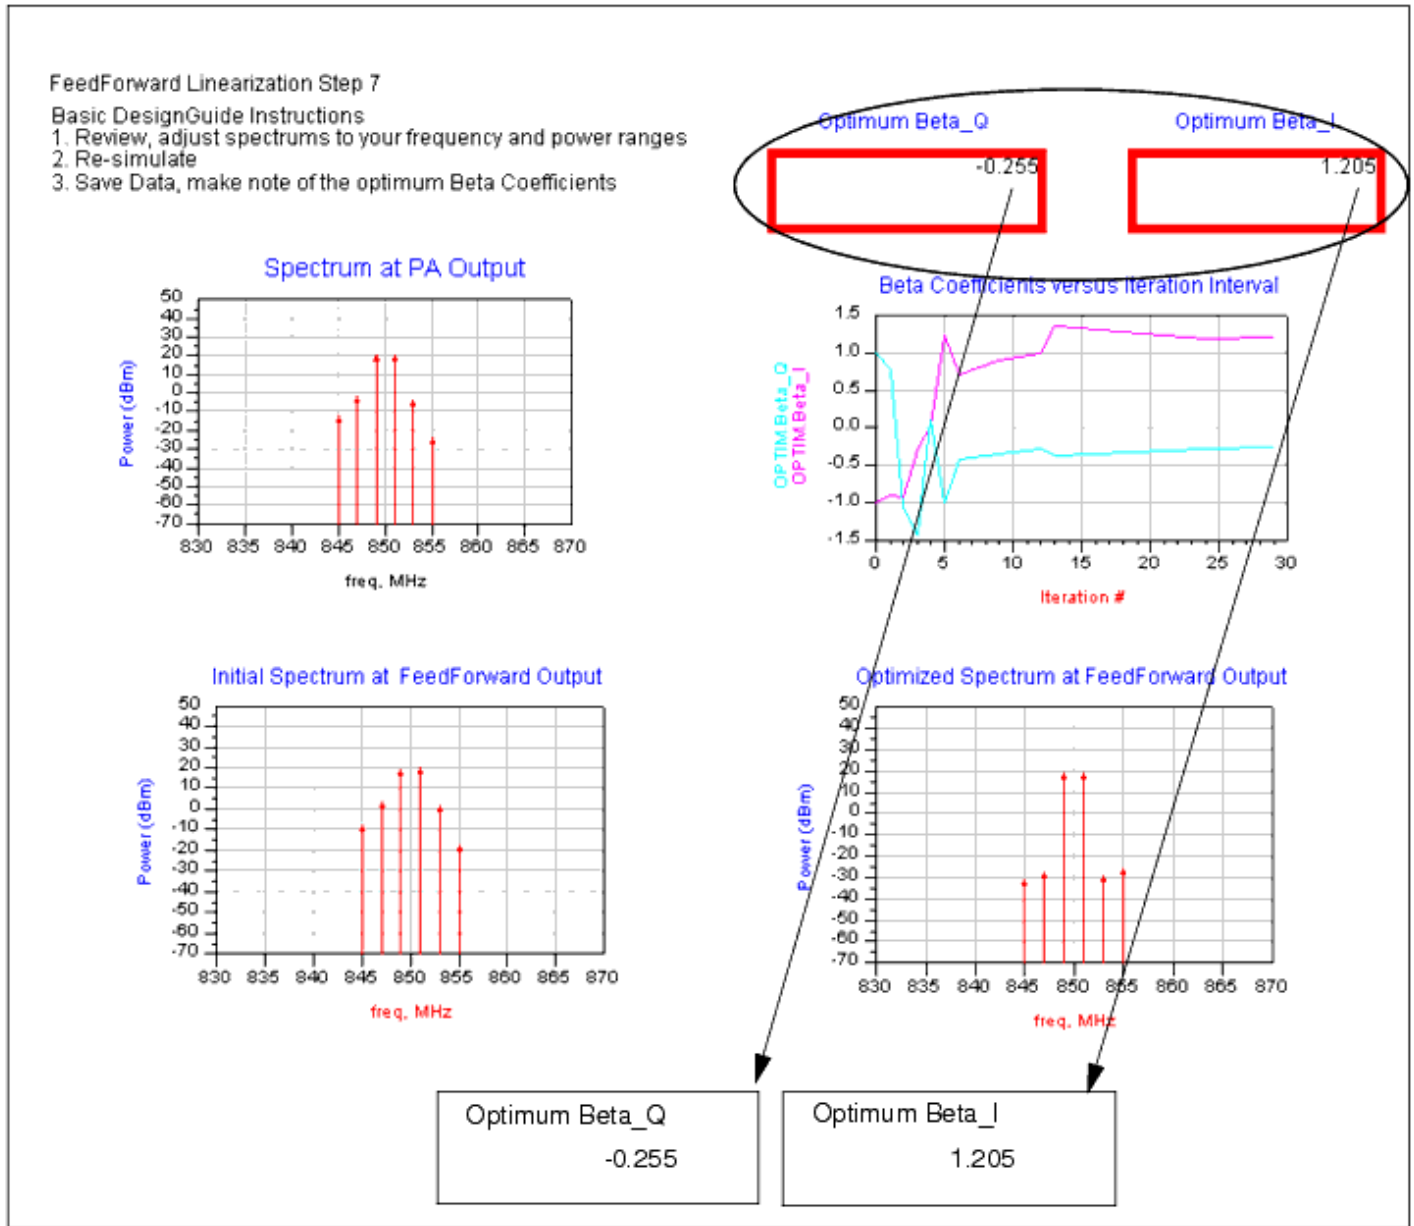 FeedForward Linearization Step 7
Basic DesignGuide Instructions
1. Review, adjust spectrums to your frequency and power ranges
2. Re-simulate
3. Save Data, make note of the optimum Beta Coefficients
Optimum Beta_Q
-0.255
Optimum Beta_I
1.205
Spectrum at PA Output
Power (dBm)
50
40
30
20
10
0
-10
-20
-30
-40
-50
-60
-70
830 835 840 845 850 855 860 865 870
freq, MHz
Beta Coefficients versus Iteration Interval
OPTIM.Beta_Q
OPTIM.Beta_I
1.5
1.0
0.5
0.0
-0.5
-1.0
-1.5
0 5 10 15 20 25 30
Iteration #
Initial Spectrum at FeedForward Output
Power (dBm)
50
40
30
20
10
0
-10
-20
-30
-40
-50
-60
-70
830 835 840 845 850 855 860 865 870
freq, MHz
Optimized Spectrum at FeedForward Output
Power (dBm)
50
40
30
20
10
0
-10
-20
-30
-40
-50
-60
-70
830 835 840 845 850 855 860 865 870
freq, MHz
Optimum Beta_Q
-0.255
Optimum Beta_I
1.205